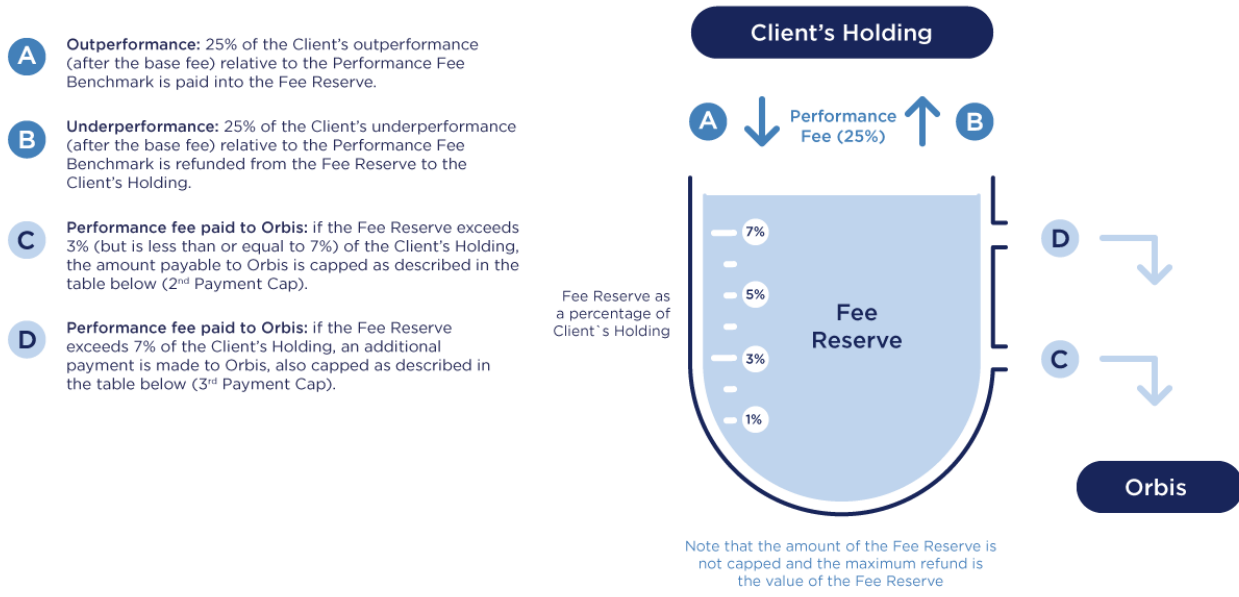 A
Outperformance: 25% of the Client's outperformance
(after the base fee) relative to the Performance Fee
Benchmark is paid into the Fee Reserve.
B
Underperformance: 25% of the Client's underperformance
(after the base fee) relative to the Performance Fee
Benchmark is refunded from the Fee Reserve to the
Client's Holding.
C
Performance fee paid to Orbis: if the Fee Reserve exceeds
3% (but is less than or equal to 7%) of the Client's Holding,
the amount payable to Orbis is capped as described in the
table below (2nd Payment Cap).
D
Performance fee paid to Orbis: if the Fee Reserve
exceeds 7% of the Client's Holding, an additional
payment is made to Orbis, also capped as described in
the table below (3rd Payment Cap).
Client's Holding
A
Performance
Fee (25%)
B
7%
5%
3%
1%
Fee Reserve as
a percentage of
Client`s Holding
Fee
Reserve
D
C
Orbis
Note that the amount of the Fee Reserve is
not capped and the maximum refund is
the value of the Fee Reserve